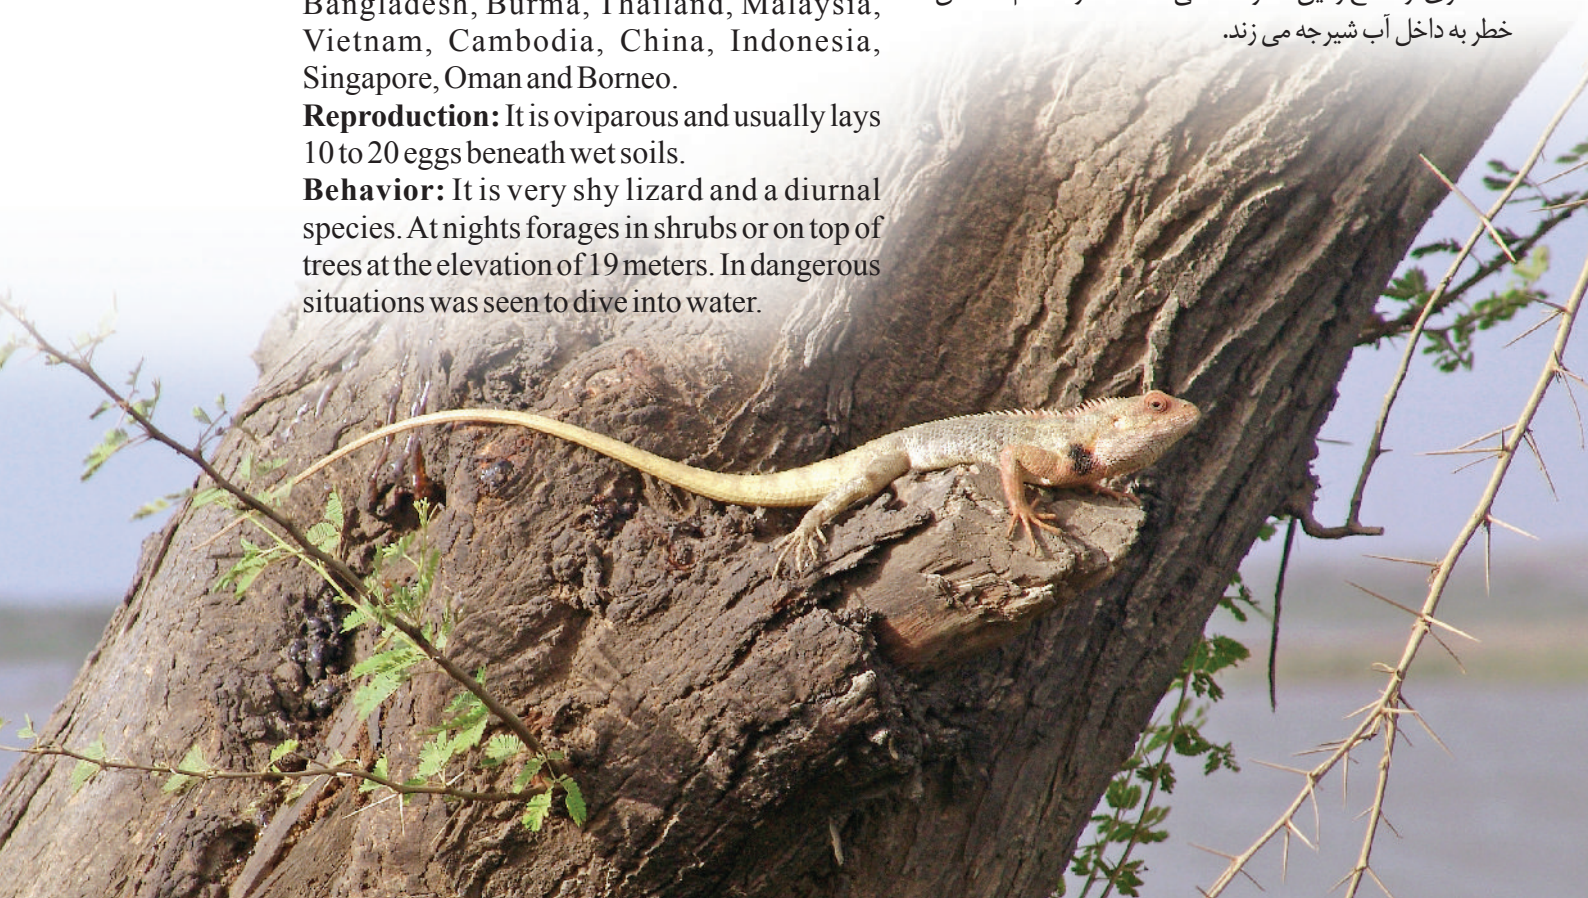 Bangladesh, Burma, Thailand, Malaysia,
Vietnam, Cambodia, China, Indonesia,
Singapore, Oman and Borneo.
Reproduction: It is oviparous and usually lays
10 to 20 eggs beneath wet soils.
Behavior: It is very shy lizard and a diurnal
species. At nights forages in shrubs or on top of
trees at the elevation of 19 meters. In dangerous
situations was seen to dive into water.
خطر به داخل آب شیرجه می زند.